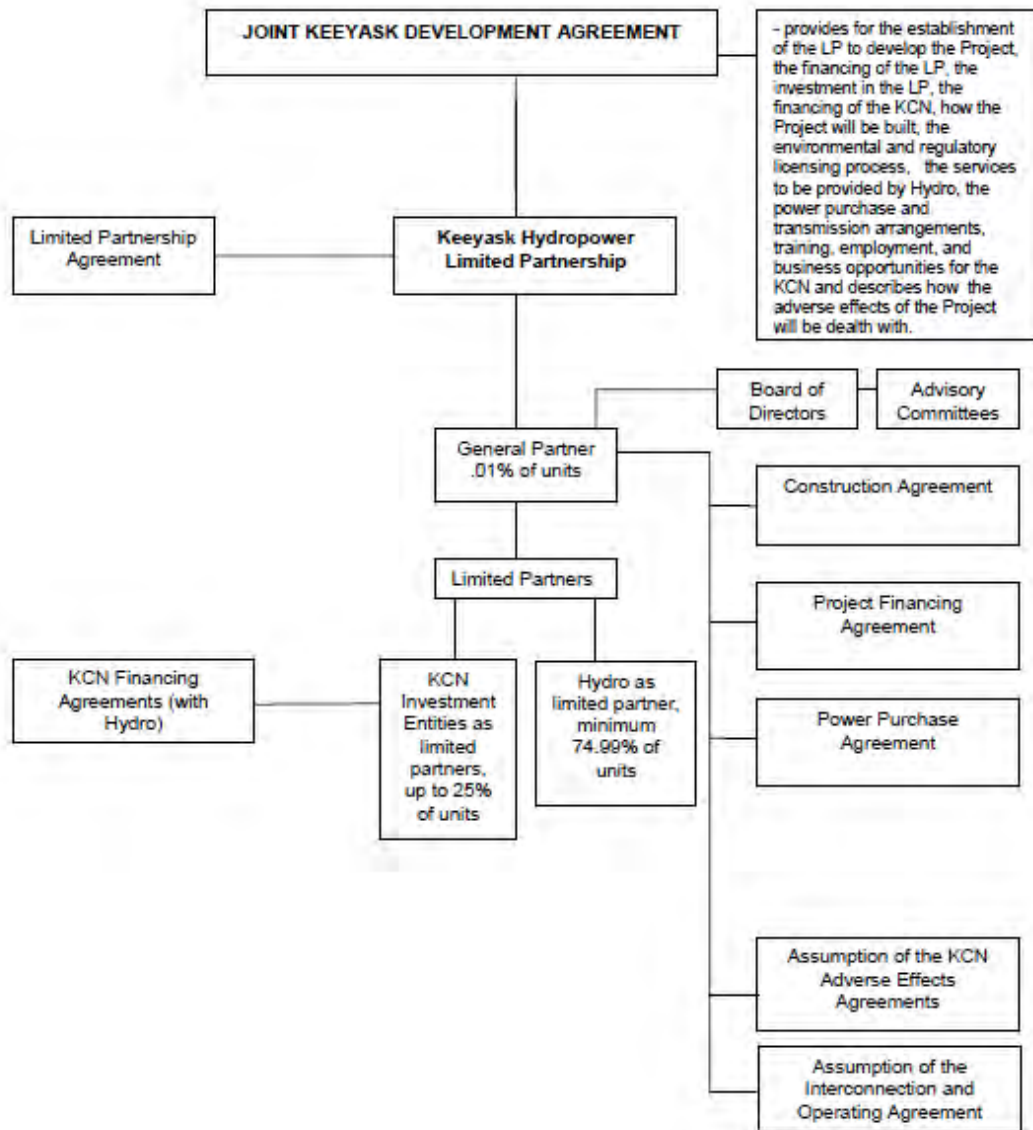 JOINT KEEYASK DEVELOPMENT AGREEMENT
- provides for the establishment
of the LP to develop the Project,
the financing of the LP, the
investment in the LP, the
financing of the KCN, how the
Project will be built, the
environmental and regulatory
licensing process, the services
to be provided by Hydro, the
power purchase and
transmission arrangements,
training, employment, and
business opportunities for the
KCN and describes how the
adverse effects of the Project
will be dealth with.
Limited Partnership
Agreement
Keeyask Hydropower
Limited Partnership
Board of
Directors
Advisory
Committees
General Partner
.01% of units
Construction Agreement
Limited Partners
Project Financing
Agreement
KCN Financing
Agreements (with
Hydro)
KCN
Investment
Entities as
limited
partners,
up to 25%
of units
Hydro as
limited partner,
minimum
74.99% of
units
Power Purchase
Agreement
Assumption of the KCN
Adverse Effects
Agreements
Assumption of the
Interconnection and
Operating Agreement